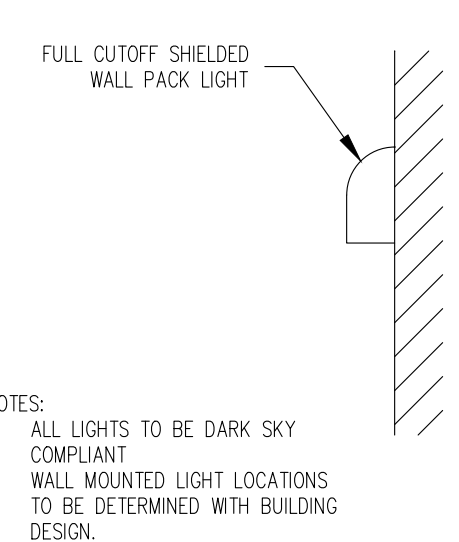 FULL CUTOFF SHIELDED
WALL PACK LIGHT
OTES:
ALL LIGHTS TO BE DARK SKY
COMPLIANT
WALL MOUNTED LIGHT LOCATIONS
TO BE DETERMINED WITH BUILDING
DESIGN.